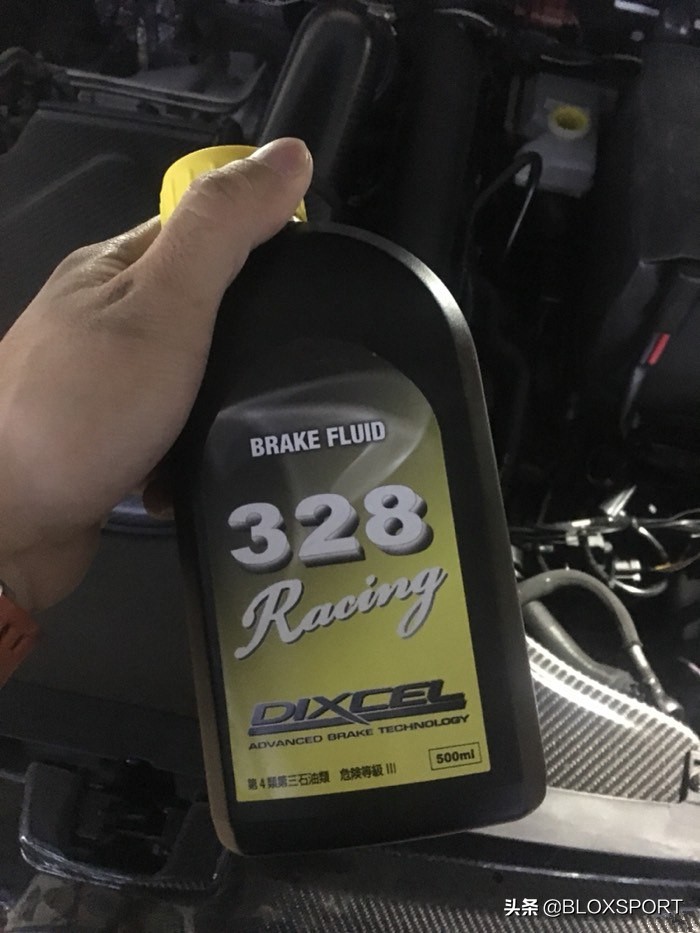 BRAKE FLUID
328
Racing
DIXCEL
ADVANCED BRAKE TECHNOLOGY
500ml
第4類第三石油類 危険等級 III
头条 @BLOXSPORT